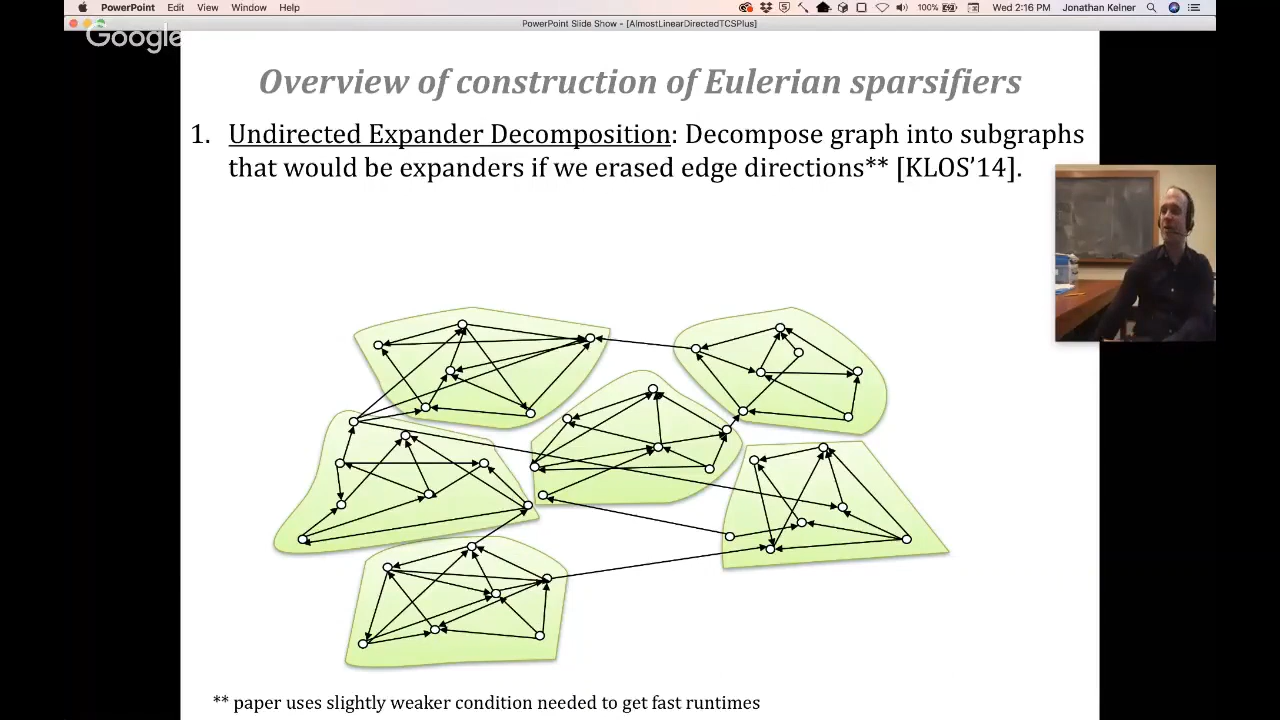 PowerPoint Edit View Window Help 100% Wed 2:16 PM Jonathan Kelner
PowerPoint Slide Show - [AlmostLinearDirectedTCSPlus]
Google
Overview of construction of Eulerian sparsifiers
1. Undirected Expander Decomposition: Decompose graph into subgraphs
that would be expanders if we erased edge directions** [KLOS'14].
** paper uses slightly weaker condition needed to get fast runtimes